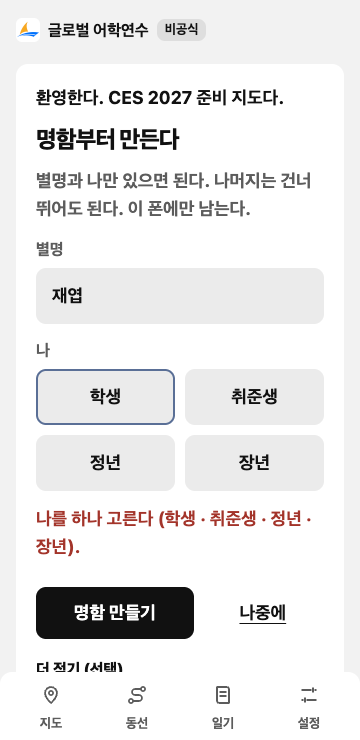 글로벌 어학연수 비공식
환영한다. CES 2027 준비 지도다.
명함부터 만든다
별명과 나만 있으면 된다. 나머지는 건너
뛰어도 된다. 이 폰에만 남는다.
별명
재엽
나
학생 취준생
정년 장년
나를 하나 고른다 (학생 · 취준생 · 정년 ·
장년).
명함 만들기 나중에
더 적기 (선택)
지도 동선 일기 설정